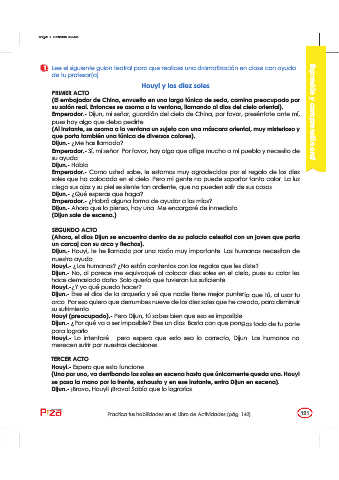 1 Lee el siguiente guion teatral para que realices una dramatización en clase con ayuda
de tu profesor(a)
Houyi y los diez soles
PRIMER ACTO
(El embajador de China, envuelto en una larga túnica de seda, camina preocupado por
su salón real. Entonces se asoma a la ventana, llamando al dios del cielo oriental).
Emperador.- Dijun, mi señor, guardián del cielo de China, por favor, preséntate ante mí,
pues hay algo que debo pedirte
(Al instante, se asoma a la ventana un sujeto con una máscara oriental, muy misterioso y
que porta también una túnica de diversos colores).
Dijun.- ¿Me has llamado?
Emperador.- Sí, mi señor Por favor, hay algo que aflige mucho a mi pueblo y necesito de
su ayuda
Dijun.- Habla
Emperador.- Como usted sabe, le estamos muy agradecidos por el regalo de los diez
soles que ha colocado en el cielo Pero mi gente no puede soportar tanto calor La luz
ciega sus ojos y su piel se siente tan ardiente, que no pueden salir de sus casas
Dijun.- ¿Qué esperas que haga?
Emperador.- ¿Habrá alguna forma de ayudar a los míos?
Dijun.- Ahora que lo pienso, hay una Me encargaré de inmediato
(Dijun sale de escena.)
SEGUNDO ACTO
(Ahora, el dios Dijun se encuentra dentro de su palacio celestial con un joven que porta
un carcaj con su arco y flechas).
Dijun.- Houyi, te he llamado por una razón muy importante Los humanos necesitan de
nuestra ayuda
Houyi.- ¿Los humanos? ¿No están contentos con los regalos que les diste?
Dijun.- No, al parecer me equivoqué al colocar diez soles en el cielo, pues su calor les
hace demasiado daño Solo quería que tuvieran luz suficiente
Houyi.-¿Y yo qué puedo hacer?
Dijun.- Eres el dios de la arquería y sé que nadie tiene mejor puntería que tú, al usar tu
arco Por eso quiero que derrumbes nueve de los diez soles que he creado, para disminuir
su sufrimiento
Houyi (preocupado).- Pero Dijun, tú sabes bien que eso es imposible
Dijun.- ¿Por qué va a ser imposible? Eres un dios Basta con que pongas todo de tu parte
para lograrlo
Houyi.- Lo intentaré pero espero que esto sea lo correcto, Dijun Los humanos no
merecen sufrir por nuestras decisiones
TERCER ACTO
Houyi.- Espero que esto funcione
(Uno por uno, va derribando los soles en escena hasta que únicamente queda uno. Houyi
se pasa la mano por la frente, exhausto y en ese instante, entra Dijun en escena).
Dijun.- ¡Bravo, Houyi! ¡Bravo! Sabía que lo lograrías
Practica tus habilidades en el Libro de Actividades (pág. 143)
121